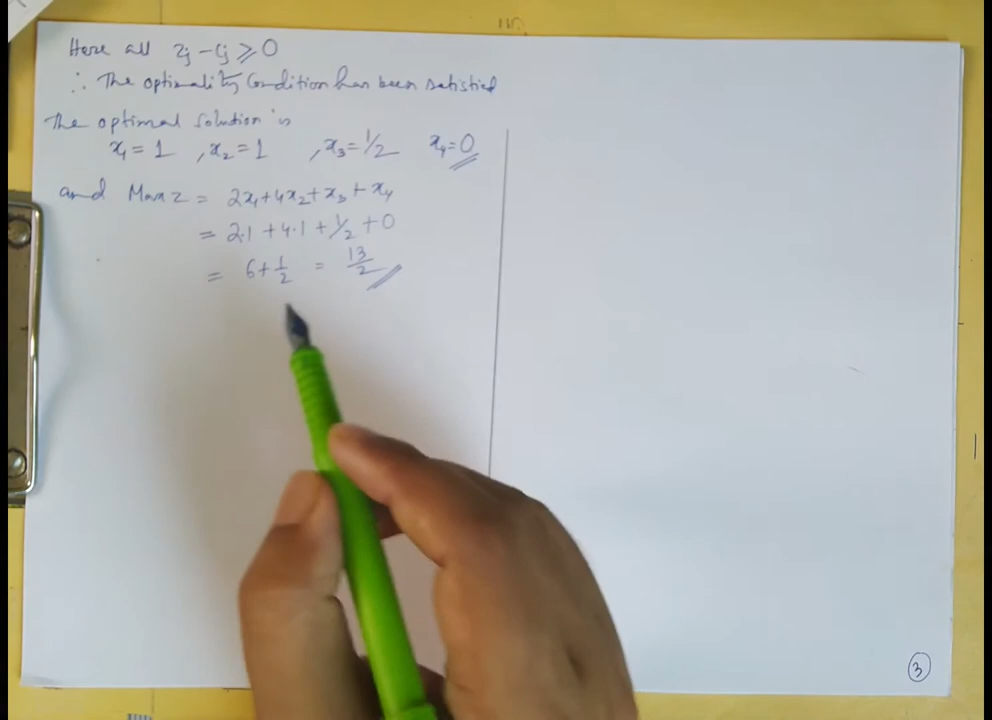 Here all Zj - Cj ⩾ 0
∴ The optimality Condition has been satisfied
The optimal solution is
x₁ = 1 , x₂ = 1 , x₃ = 1/2 x₄ = 0
and Max Z = 2x₁ + 4x₂ + x₃ + x₄
= 2·1 + 4·1 + 1/2 + 0
= 6 + 1/2 = 13/2
3